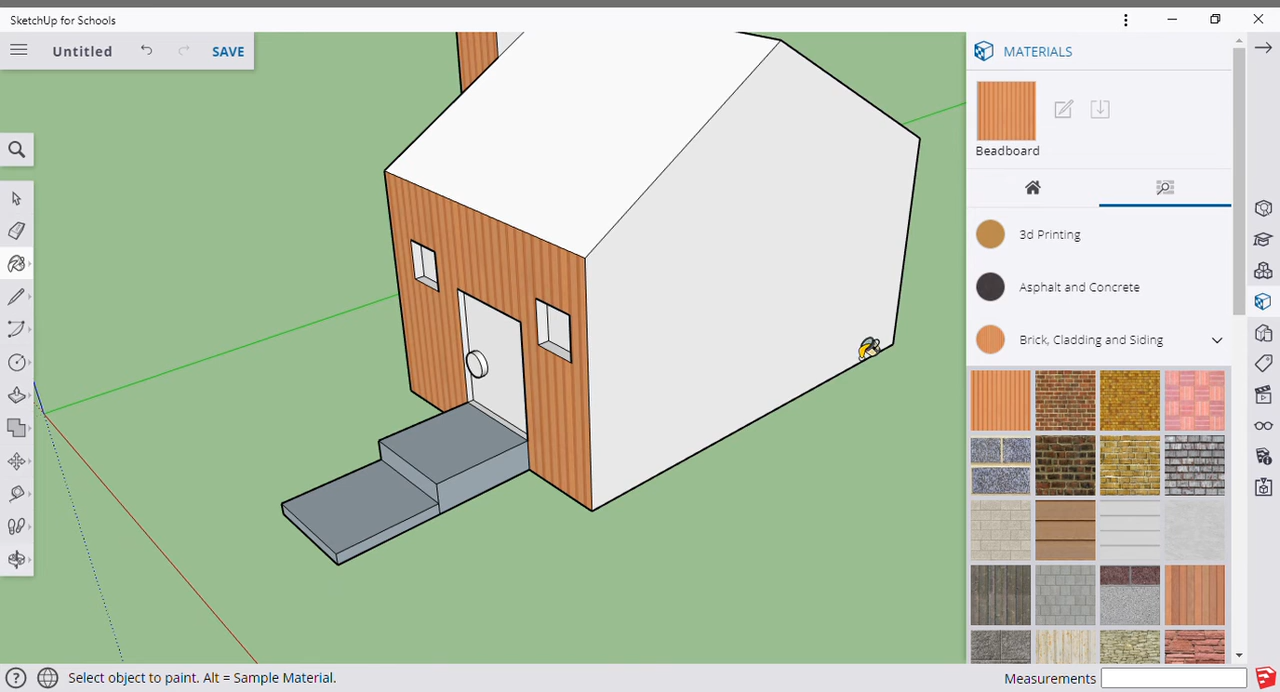 SketchUp for Schools
Untitled
SAVE
MATERIALS
Beadboard
3d Printing
Asphalt and Concrete
Brick, Cladding and Siding
Select object to paint. Alt = Sample Material.
Measurements